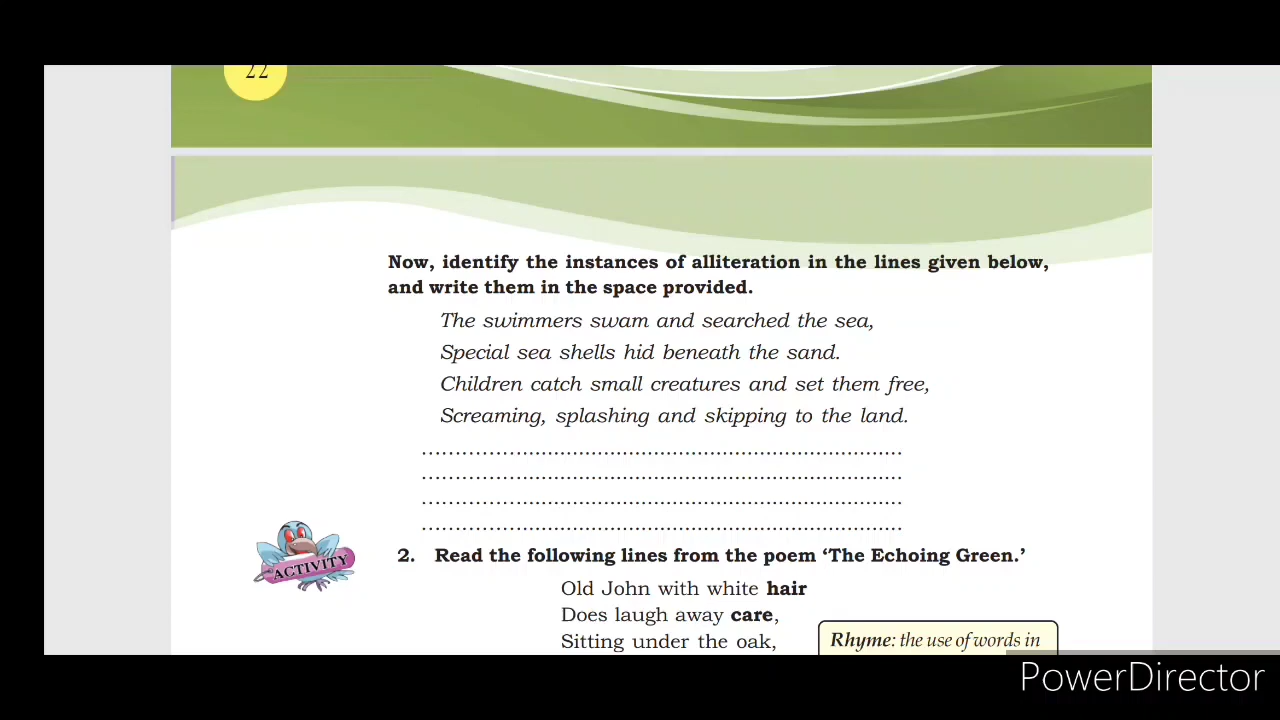 22
Now, identify the instances of alliteration in the lines given below,
and write them in the space provided.
The swimmers swam and searched the sea,
Special sea shells hid beneath the sand.
Children catch small creatures and set them free,
Screaming, splashing and skipping to the land.
........................................................................
........................................................................
........................................................................
........................................................................
ACTIVITY
2. Read the following lines from the poem ‘The Echoing Green.’
Old John with white hair
Does laugh away care,
Sitting under the oak,
Rhyme: the use of words in
PowerDirector